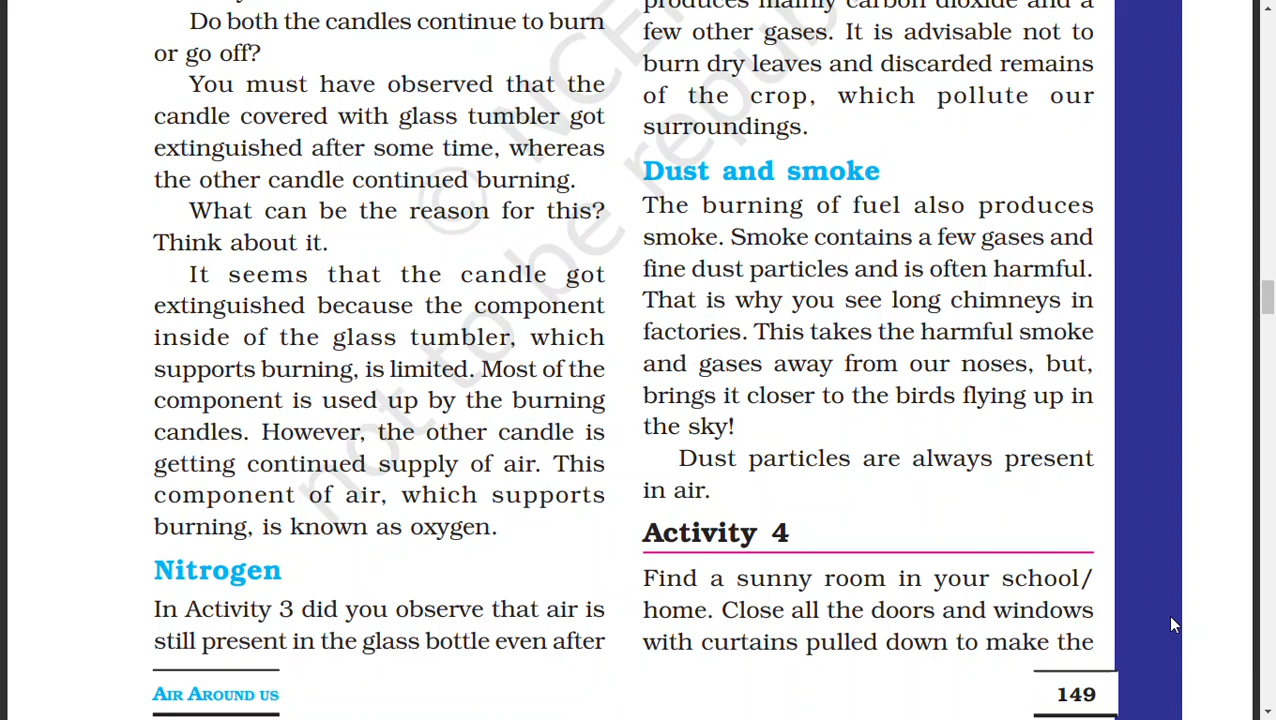 Do both the candles continue to burn
or go off?
You must have observed that the
candle covered with glass tumbler got
extinguished after some time, whereas
the other candle continued burning.
What can be the reason for this?
Think about it.
It seems that the candle got
extinguished because the component
inside of the glass tumbler, which
supports burning, is limited. Most of the
component is used up by the burning
candles. However, the other candle is
getting continued supply of air. This
component of air, which supports
burning, is known as oxygen.
Nitrogen
In Activity 3 did you observe that air is
still present in the glass bottle even after
produces mainly carbon dioxide and a
few other gases. It is advisable not to
burn dry leaves and discarded remains
of the crop, which pollute our
surroundings.
Dust and smoke
The burning of fuel also produces
smoke. Smoke contains a few gases and
fine dust particles and is often harmful.
That is why you see long chimneys in
factories. This takes the harmful smoke
and gases away from our noses, but,
brings it closer to the birds flying up in
the sky!
Dust particles are always present
in air.
Activity 4
Find a sunny room in your school/
home. Close all the doors and windows
with curtains pulled down to make the
AIR AROUND US
149
© NCE
not to be repub